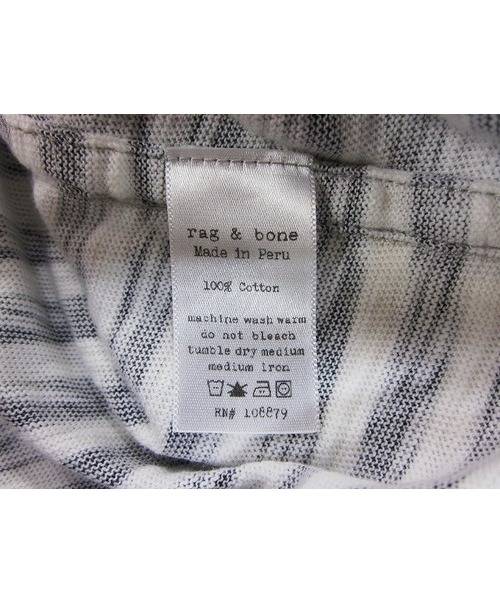 rag & bone
Made in Peru
100% Cotton
machine wash warm
do not bleach
tumble dry medium
medium iron
RN# 108879